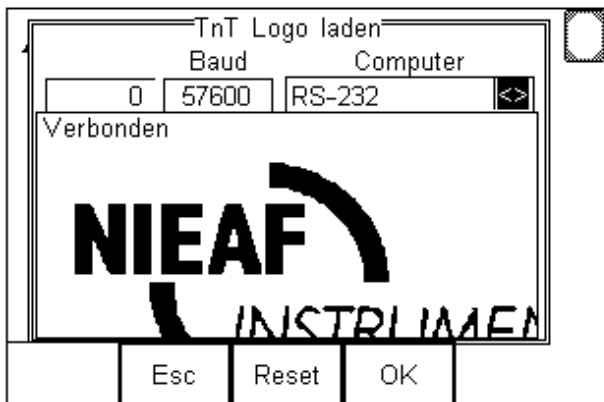 TnT Logo laden
Baud Computer
0 57600 RS-232 <>
Verbonden
NIEAF
Esc Reset OK